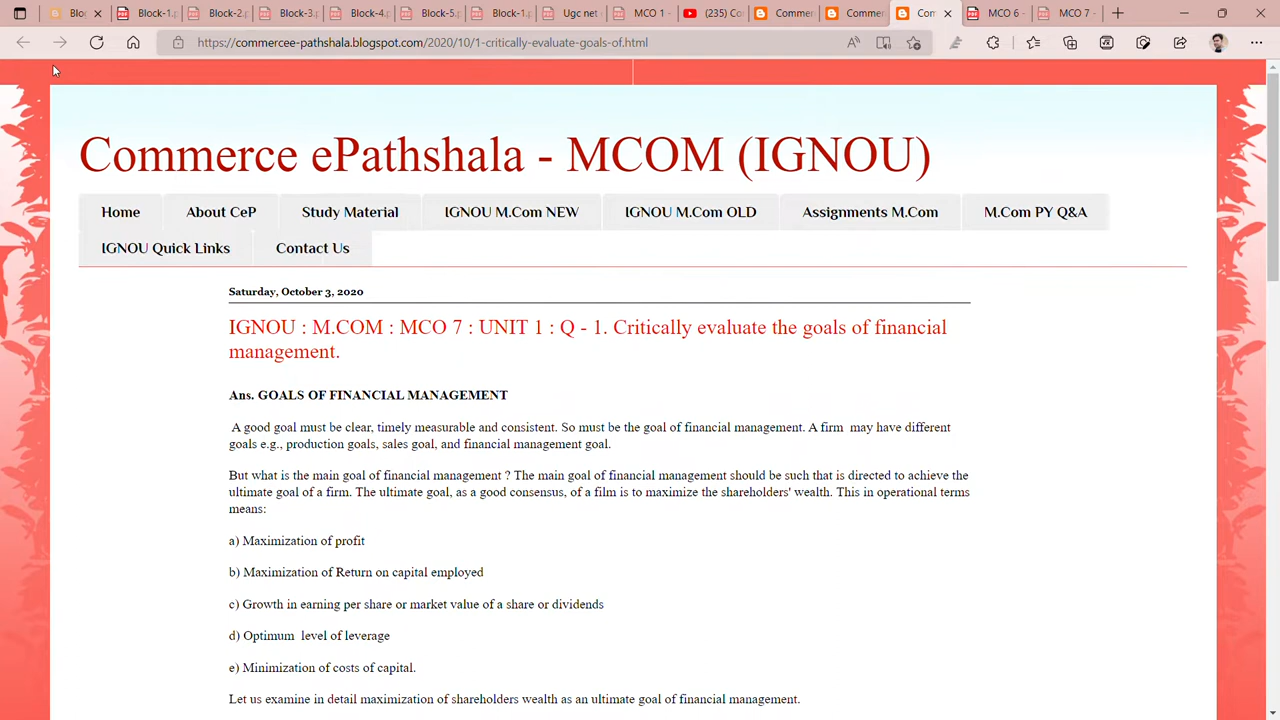 Blo
Block-1.p
Block-2.p
Block-3.p
Block-4.p
Block-5.p
Block-1.p
Ugc net
MCO 1 -
(235) Co
Commer
Commer
Com
MCO 6 -
MCO 7 -
https://commercee-pathshala.blogspot.com/2020/10/1-critically-evaluate-goals-of.html
Commerce ePathshala - MCOM (IGNOU)
Home About CeP Study Material IGNOU M.Com NEW IGNOU M.Com OLD Assignments M.Com M.Com PY Q&A
IGNOU Quick Links Contact Us
Saturday, October 3, 2020
IGNOU : M.COM : MCO 7 : UNIT 1 : Q - 1. Critically evaluate the goals of financial
management.
Ans. GOALS OF FINANCIAL MANAGEMENT
A good goal must be clear, timely measurable and consistent. So must be the goal of financial management. A firm may have different
goals e.g., production goals, sales goal, and financial management goal.
But what is the main goal of financial management ? The main goal of financial management should be such that is directed to achieve the
ultimate goal of a firm. The ultimate goal, as a good consensus, of a film is to maximize the shareholders' wealth. This in operational terms
means:
a) Maximization of profit
b) Maximization of Return on capital employed
c) Growth in earning per share or market value of a share or dividends
d) Optimum level of leverage
e) Minimization of costs of capital.
Let us examine in detail maximization of shareholders wealth as an ultimate goal of financial management.